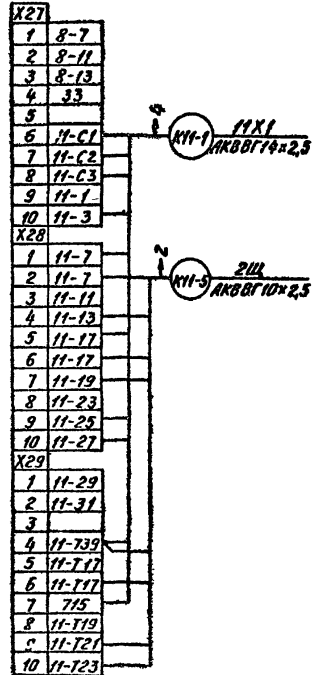 X27
1 8-7
2 8-11
3 8-13
4 33
5
6 11-C1
7 11-C2
8 11-C3
9 11-1
10 11-3
X28
1 11-7
2 11-7
3 11-11
4 11-13
5 11-17
6 11-17
7 11-19
8 11-23
9 11-25
10 11-27
X29
1 11-29
2 11-31
3
4 11-T39
5 11-T17
6 11-T17
7 715
8 11-T19
9 11-T21
10 11-T23
4
К11-1
11X1
АКВВГ14×2,5
2
К11-5
2Щ
АКВВГ10×2,5